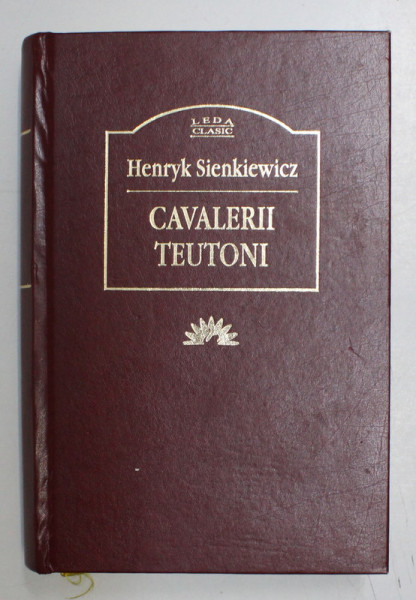 LEDA
CLASIC
Henryk Sienkiewicz
CAVALERII
TEUTONI